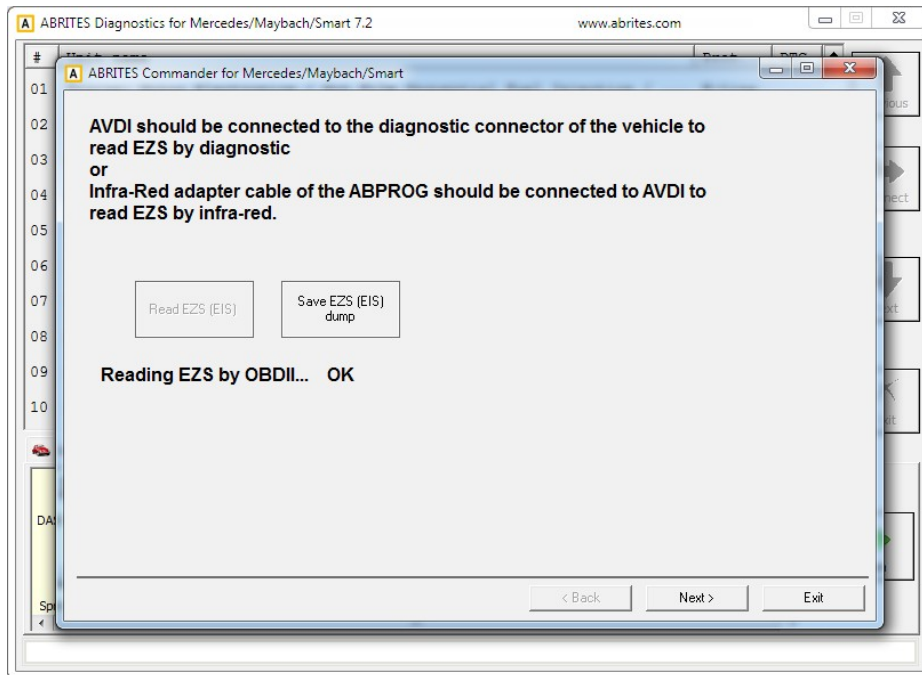 ABRITES Diagnostics for Mercedes/Maybach/Smart 7.2
www.abrites.com
#
ABRITES Commander for Mercedes/Maybach/Smart
01
02
03
04
05
06
07
08
09
10
AVDI should be connected to the diagnostic connector of the vehicle to
read EZS by diagnostic
or
Infra-Red adapter cable of the ABPROG should be connected to AVDI to
read EZS by infra-red.
Read EZS (EIS)
Save EZS (EIS)
dump
Reading EZS by OBDII... OK
< Back
Next >
Exit